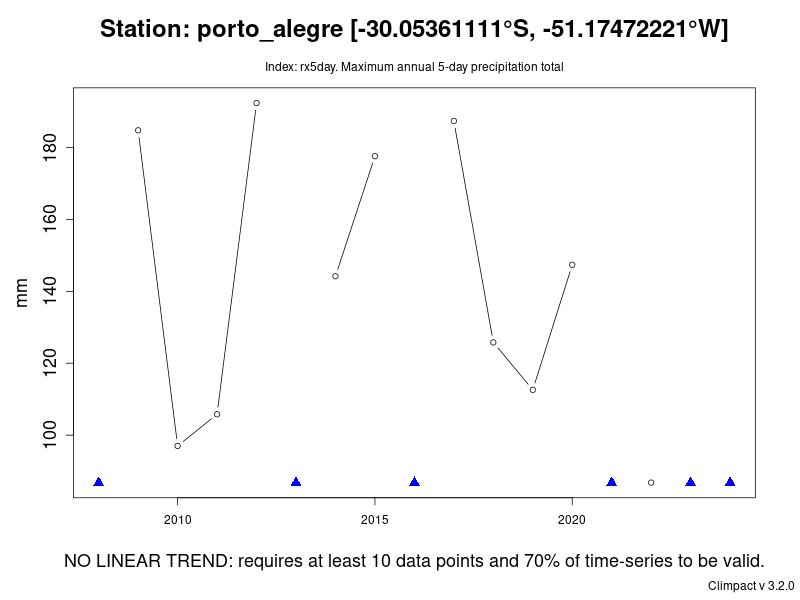 Station: porto_alegre [-30.05361111°S, -51.17472221°W]
Index: rx5day. Maximum annual 5-day precipitation total
mm
180
160
140
120
100
2010 2015 2020
NO LINEAR TREND: requires at least 10 data points and 70% of time-series to be valid.
Climpact v 3.2.0